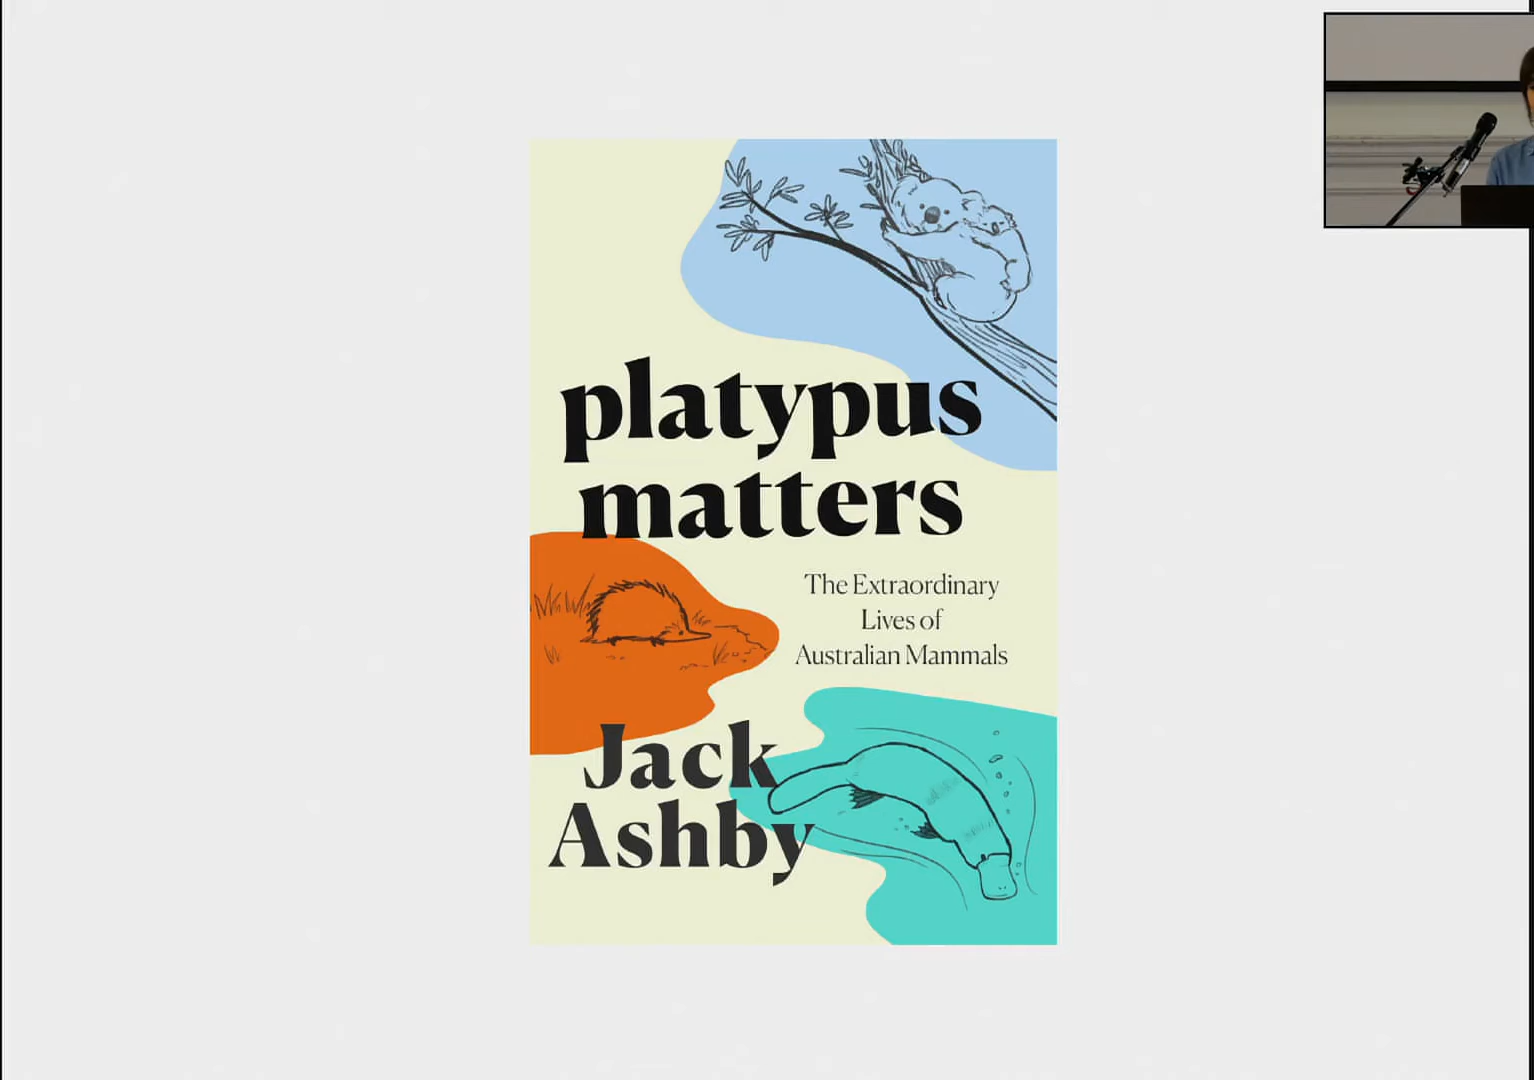 platypus
matters
The Extraordinary
Lives of
Australian Mammals
Jack
Ashby